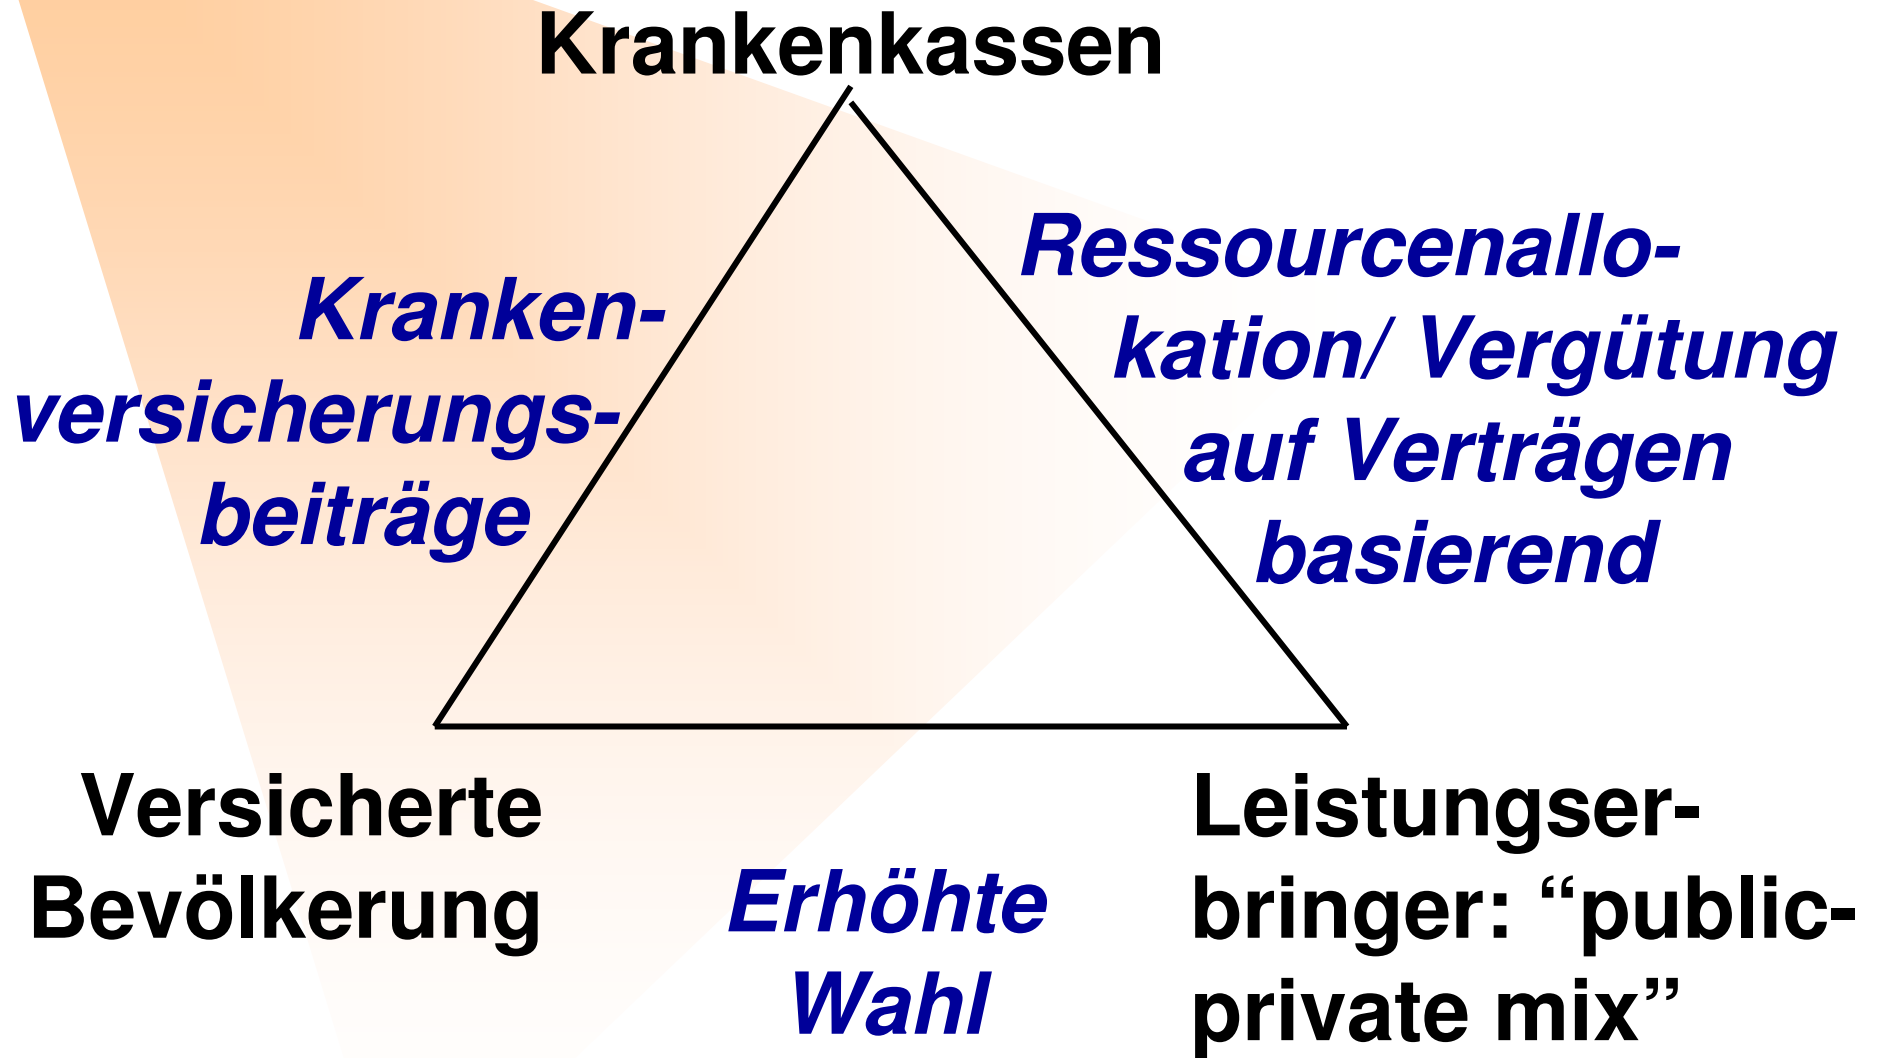 Krankenkassen
Kranken-
versicherungs-
beiträge
Ressourcenallo-
kation/ Vergütung
auf Verträgen
basierend
Versicherte
Bevölkerung
Erhöhte
Wahl
Leistungser-
bringer: “public-
private mix”